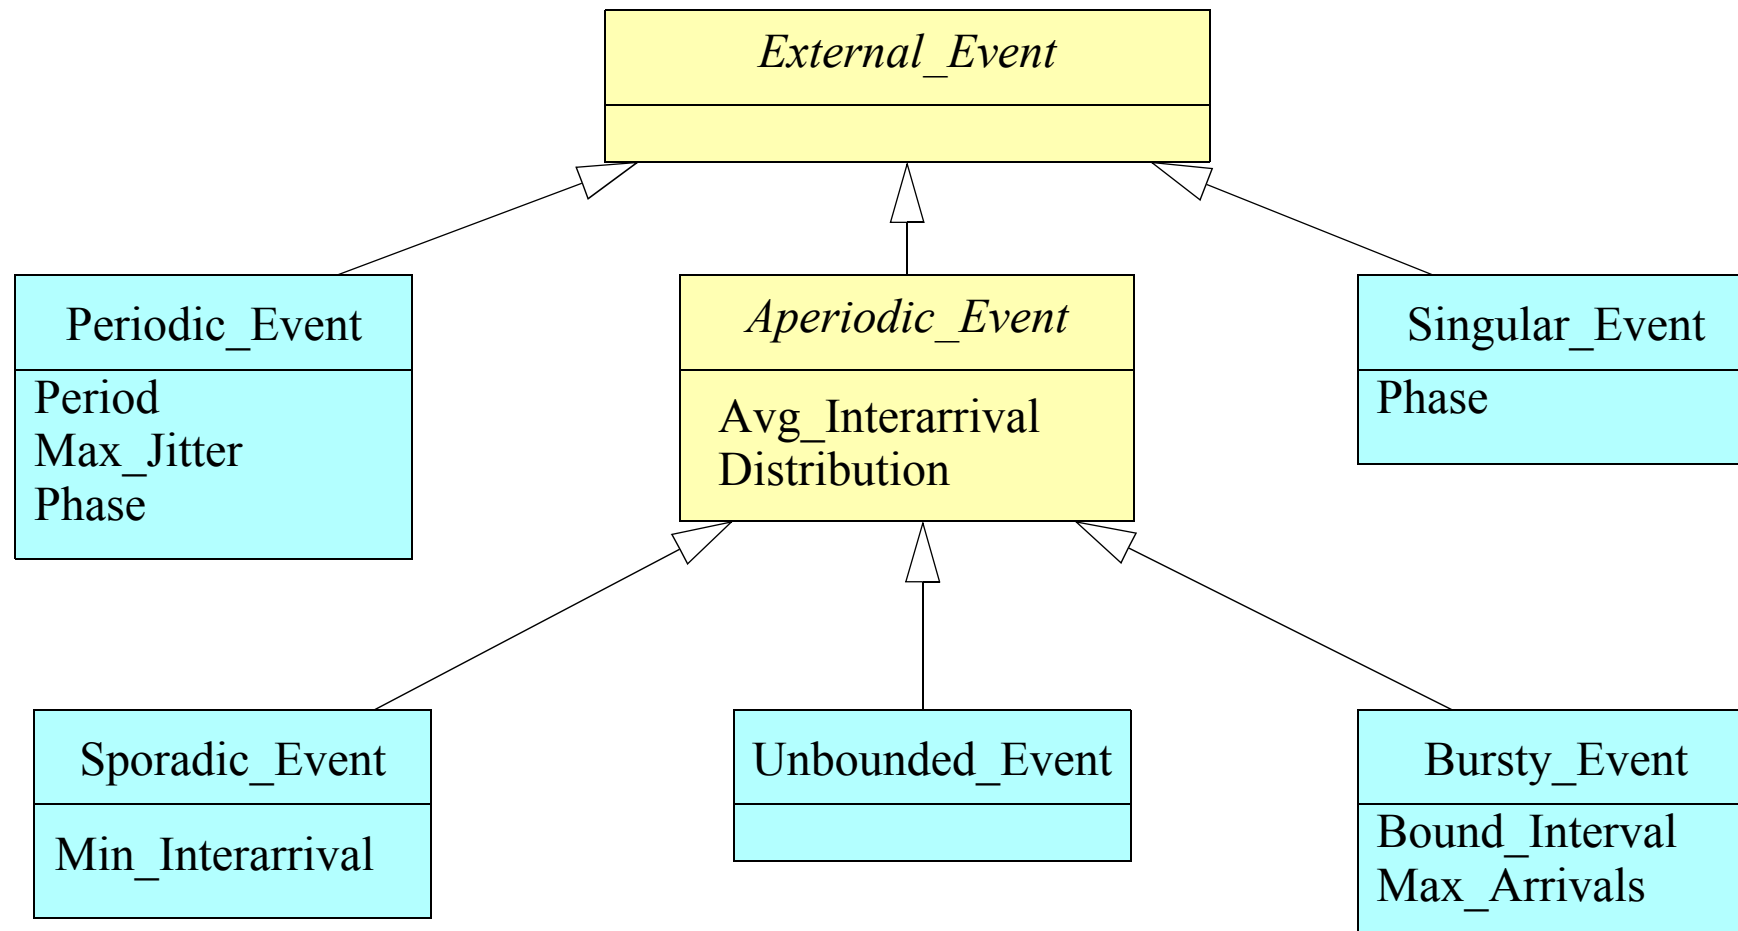 External_Event
Periodic_Event
Period
Max_Jitter
Phase
Aperiodic_Event
Avg_Interarrival
Distribution
Singular_Event
Phase
Sporadic_Event
Min_Interarrival
Unbounded_Event
Bursty_Event
Bound_Interval
Max_Arrivals